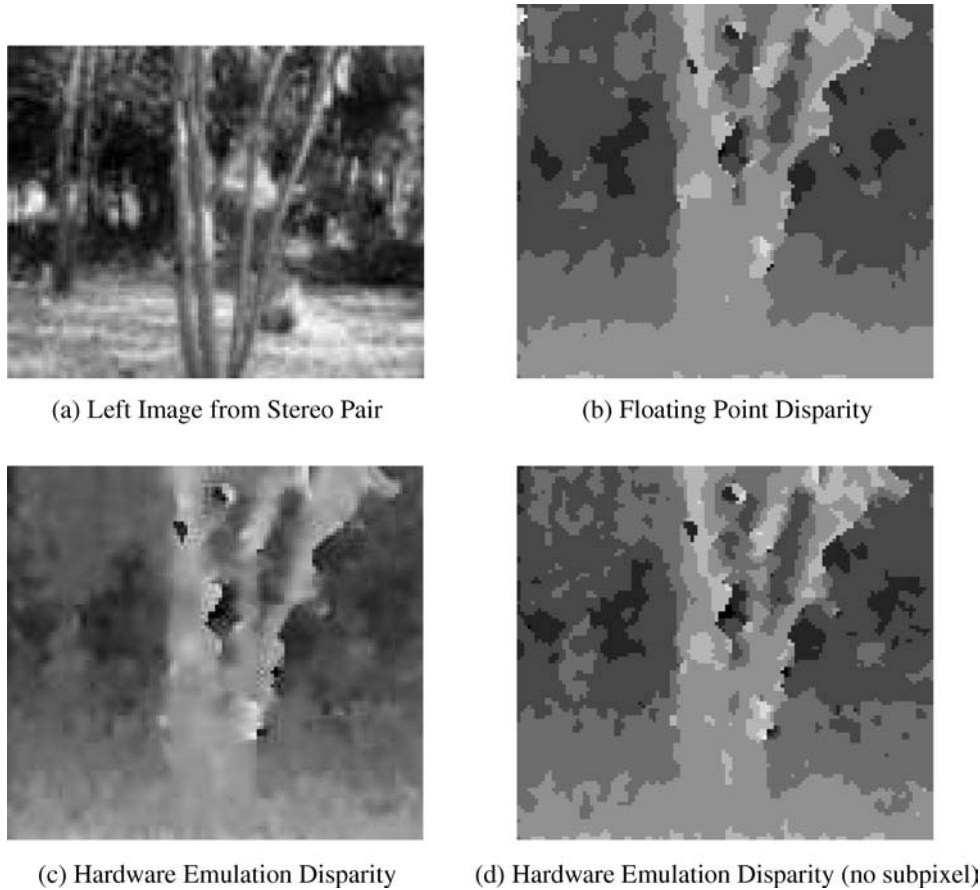 (a) Left Image from Stereo Pair
(b) Floating Point Disparity
(c) Hardware Emulation Disparity
(d) Hardware Emulation Disparity (no subpixel)